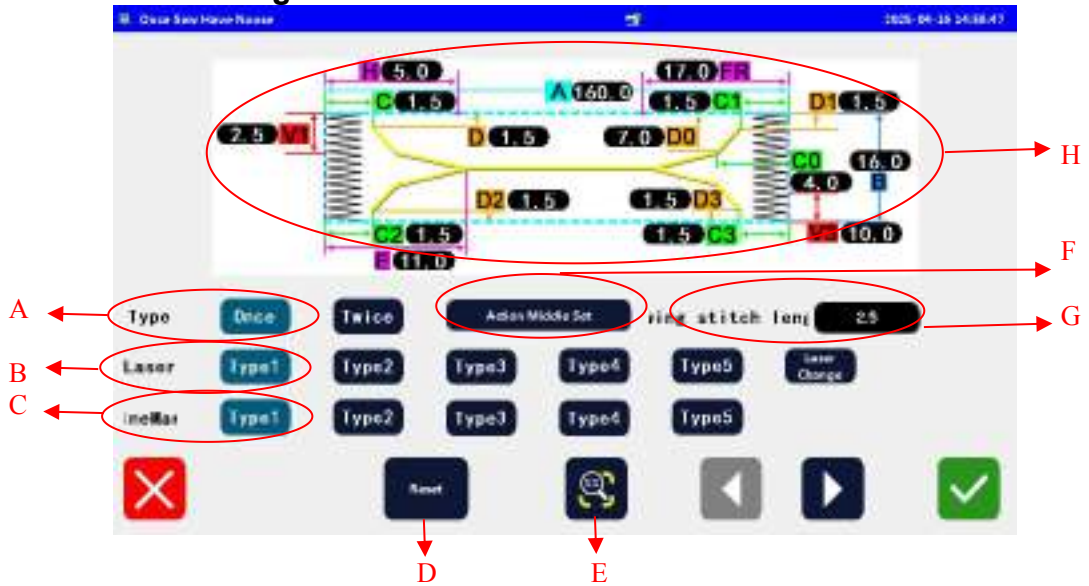 Once Sew Have Noose
2025-04-16 14:58:47
H 5.0 17.0 FR
A 160.0
C 1.5 1.5 C1 D1 1.5
2.5 V1 D 1.5 7.0 D0
C0 16.0
4.0 B
D2 1.5 1.5 D3
C2 1.5 1.5 C3 10.0
E 11.0
H
F
A Type Once Twice Action Middle Set ring stitch leng 2.5 G
B Laser Type1 Type2 Type3 Type4 Type5 Laser Change
C Type1 Type2 Type3 Type4 Type5
Reset
D E